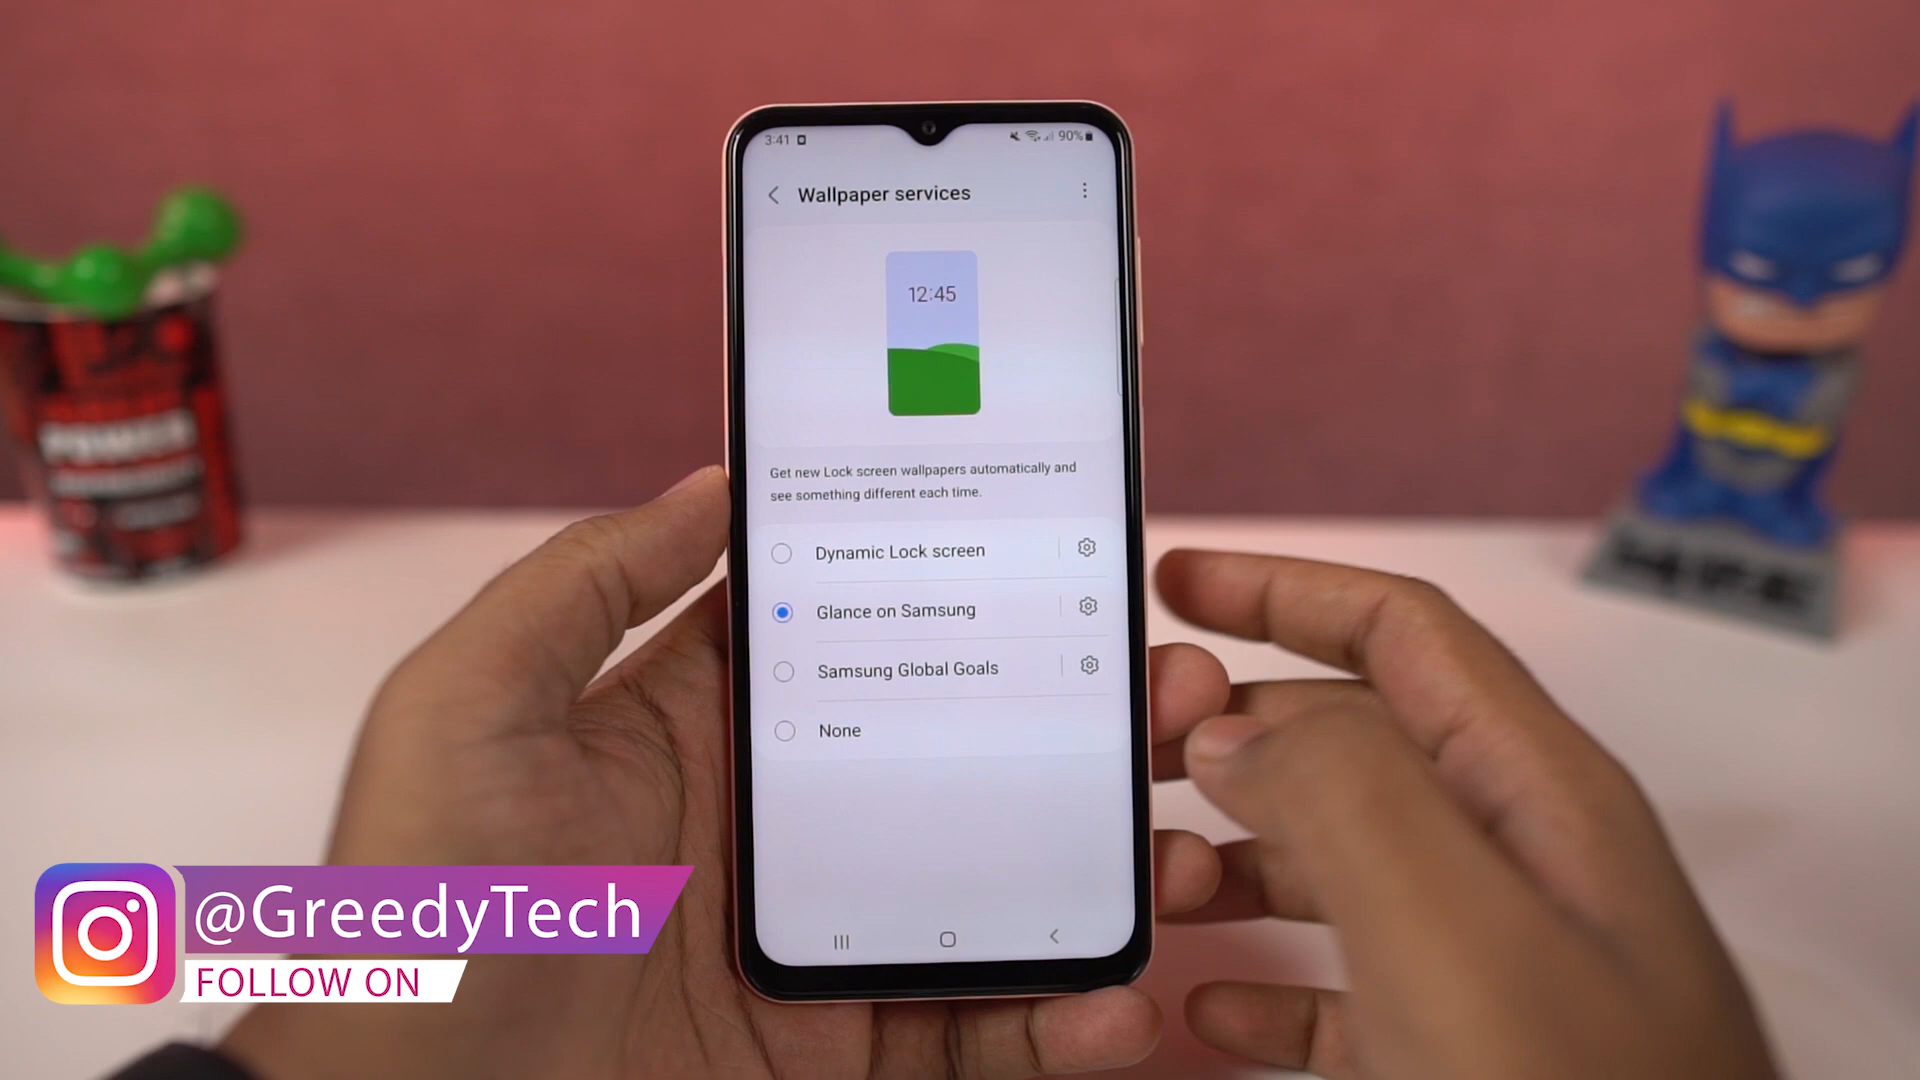 3:41
90%
Wallpaper services
12:45
Get new Lock screen wallpapers automatically and
see something different each time.
Dynamic Lock screen
Glance on Samsung
Samsung Global Goals
None
POWER
@GreedyTech
FOLLOW ON